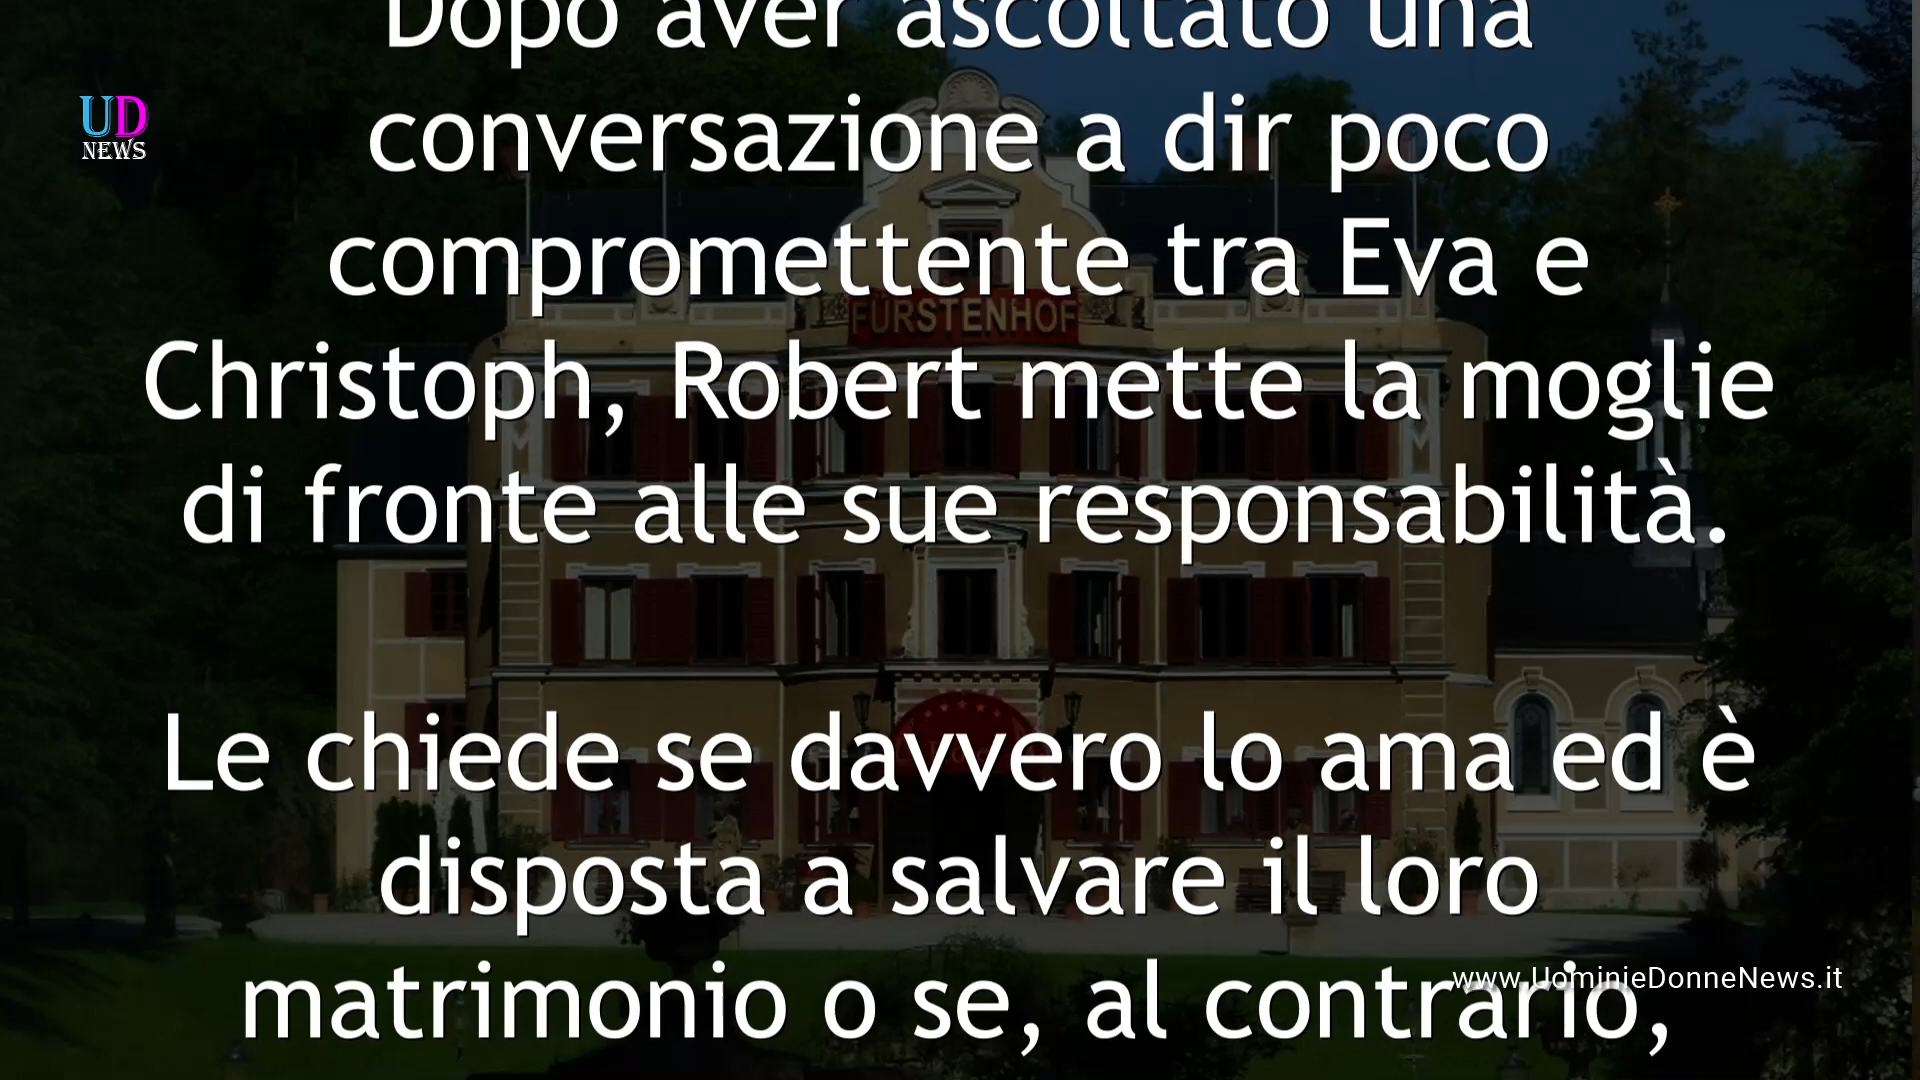 Dopo aver ascoltato una
UD
NEWS
conversazione a dir poco
compromettente tra Eva e
FÜRSTENHOF
Christoph, Robert mette la moglie
di fronte alle sue responsabilità.
Le chiede se davvero lo ama ed è
disposta a salvare il loro
matrimonio o se, al contrario,
www.UominieDonneNews.it